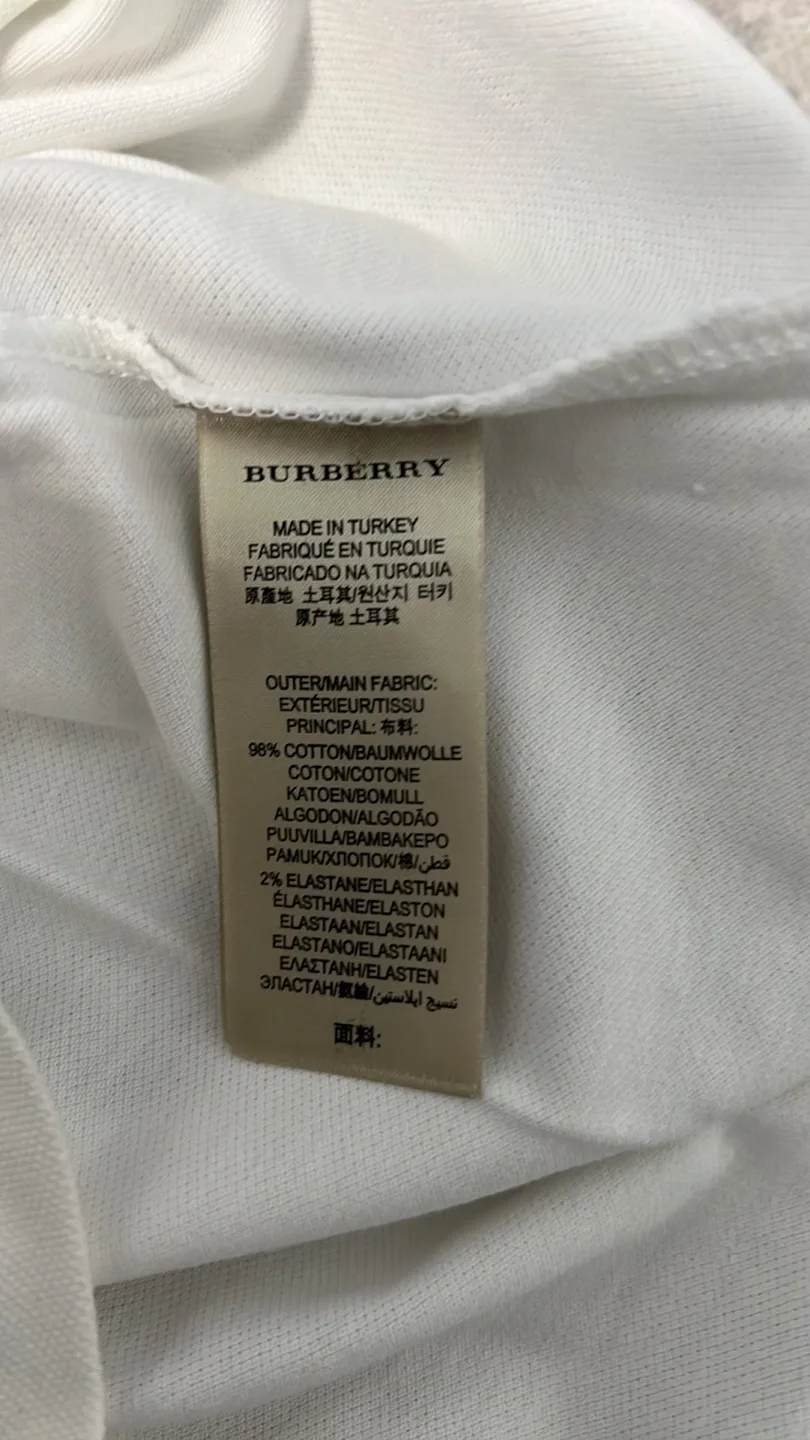 BURBERRY
MADE IN TURKEY
FABRIQUÉ EN TURQUIE
FABRICADO NA TURQUIA
原產地 土耳其/원산지 터키
原产地 土耳其
OUTER/MAIN FABRIC:
EXTÉRIEUR/TISSU
PRINCIPAL: 布料:
98% COTTON/BAUMWOLLE
COTON/COTONE
KATOEN/BOMULL
ALGODON/ALGODÃO
PUUVILLA/BAMBAKEPO
PAMUK/ХЛОПОК/棉/قطن
2% ELASTANE/ELASTHAN
ÉLASTHANE/ELASTON
ELASTAAN/ELASTAN
ELASTANO/ELASTAANI
ΕΛΑΣΤΑΝΗ/ELASTEN
ЭЛАСТАН/氨綸/نسيج ايلاستين
面料: